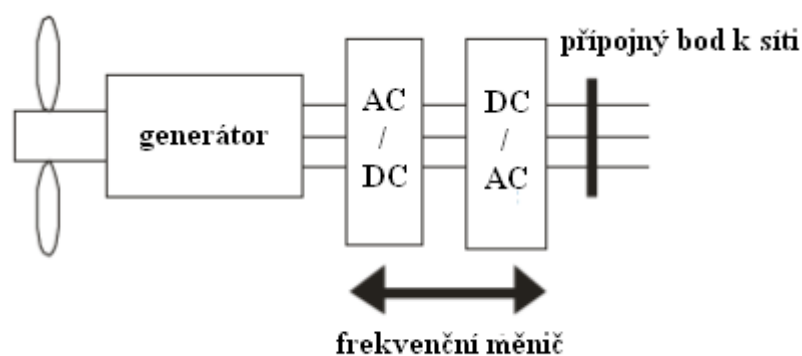 přípojný bod k síti
generátor
AC
/
DC
DC
/
AC
frekvenční měnič